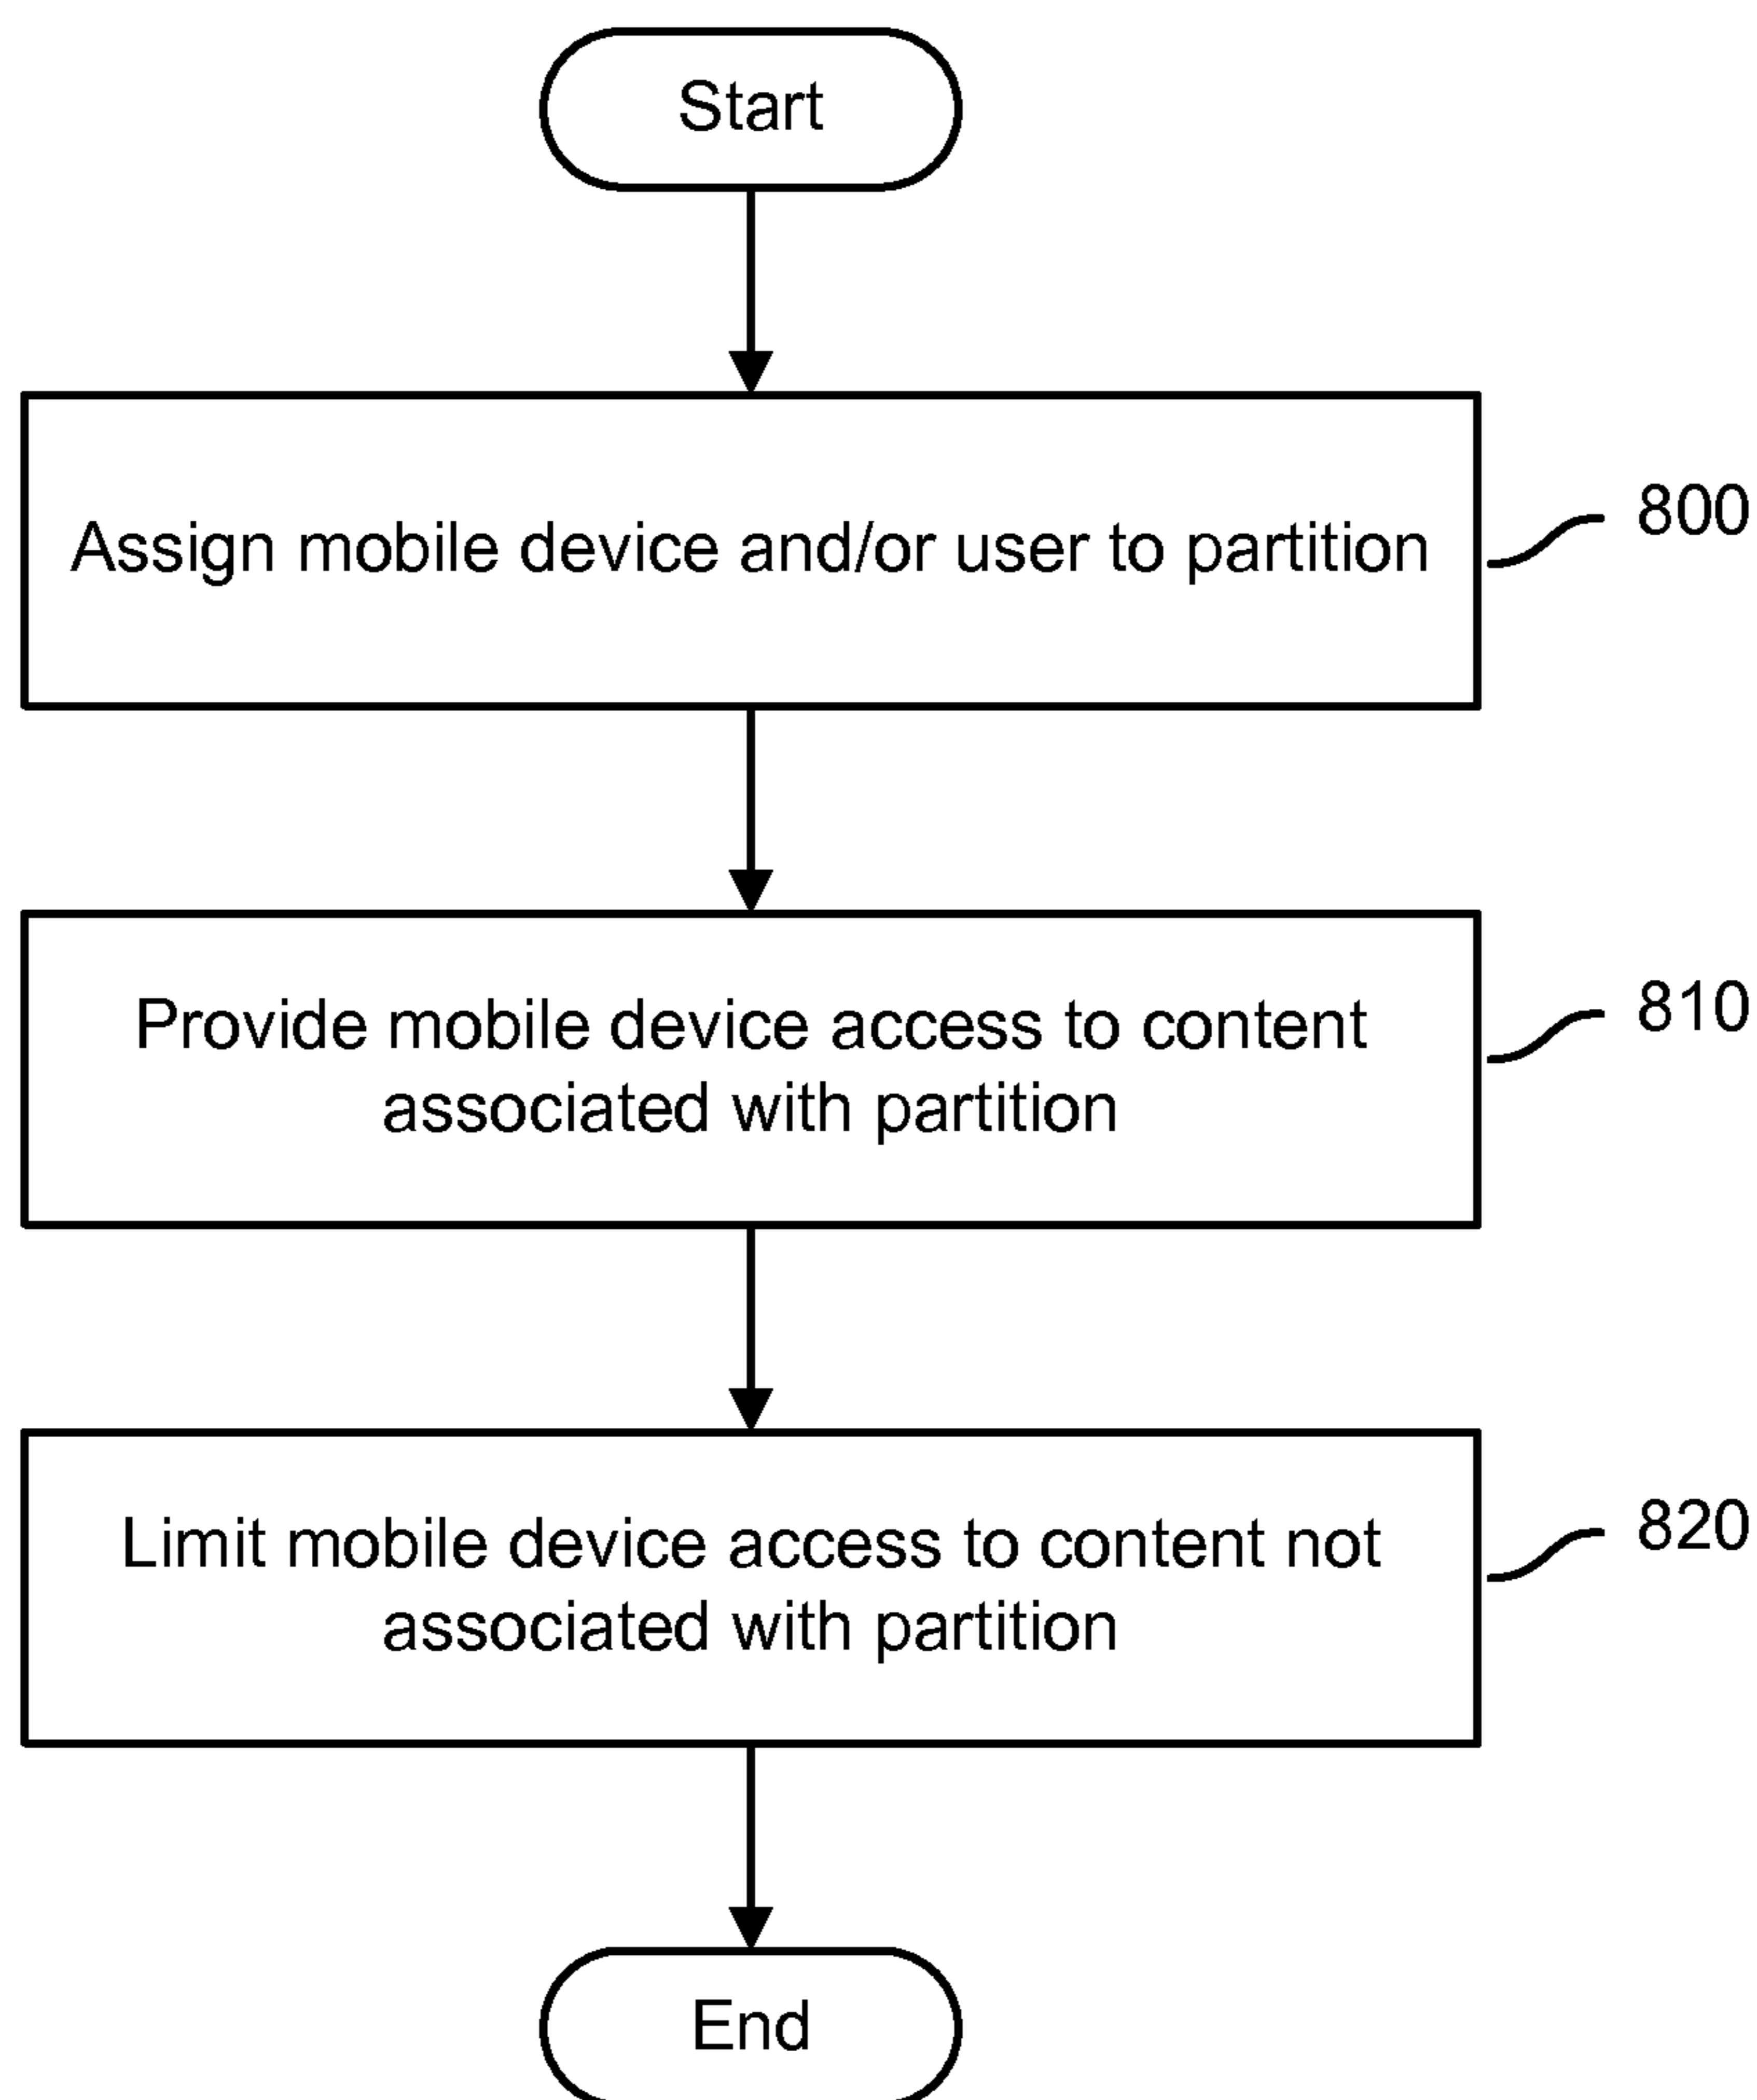 Start
Assign mobile device and/or user to partition
800
Provide mobile device access to content
associated with partition
810
Limit mobile device access to content not
associated with partition
820
End